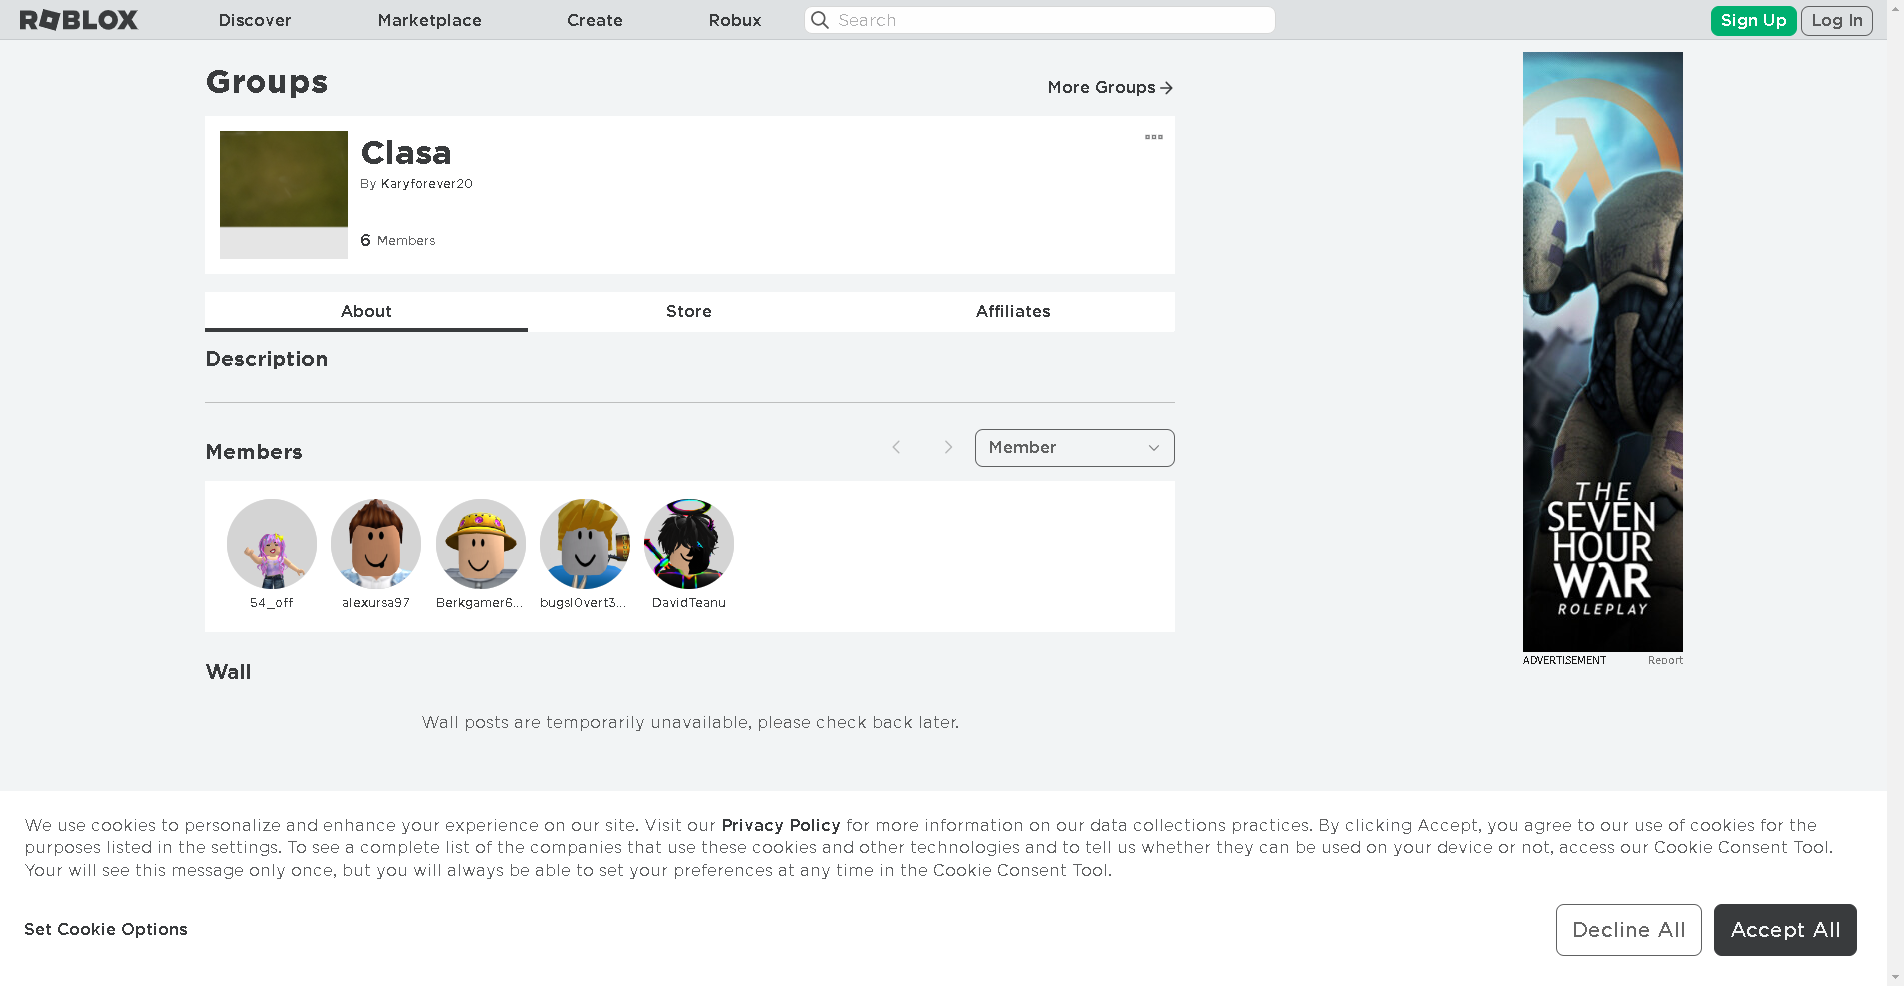 ROBLOX Discover Marketplace Create Robux Search Sign Up Log In
Groups
More Groups
Clasa
By Karyforever20
6 Members
About Store Affiliates
Description
Members
Member
54_off alexursa97 Berkgamer6... bugsl0vert3... DavidTeanu
Wall
Wall posts are temporarily unavailable, please check back later.
THE
SEVEN
HOUR
WAR
ROLEPLAY
ADVERTISEMENT Report
We use cookies to personalize and enhance your experience on our site. Visit our Privacy Policy for more information on our data collections practices. By clicking Accept, you agree to our use of cookies for the
purposes listed in the settings. To see a complete list of the companies that use these cookies and other technologies and to tell us whether they can be used on your device or not, access our Cookie Consent Tool.
Your will see this message only once, but you will always be able to set your preferences at any time in the Cookie Consent Tool.
Set Cookie Options
Decline All
Accept All